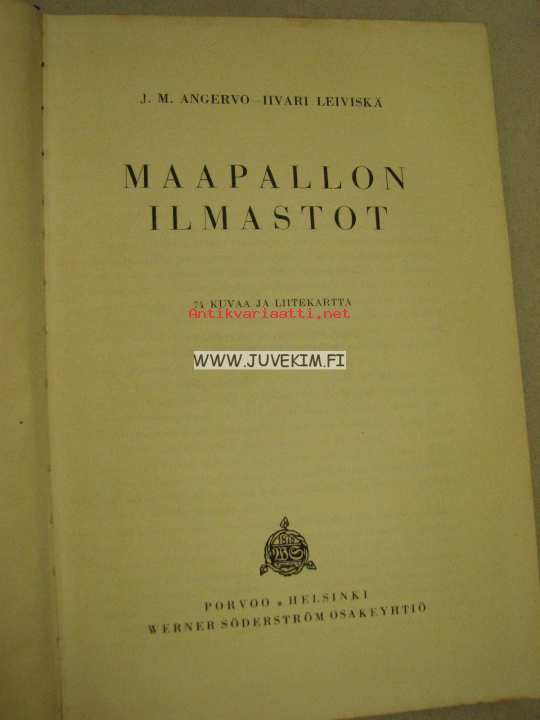 J. M. ANGERVO—IIVARI LEIVISKÄ
MAAPALLON
ILMASTOT
74 KUVAA JA LIITEKARTTA
Antikvariaatti.net
WWW.JUVEKIM.FI
PORVOO • HELSINKI
WERNER SÖDERSTRÖM OSAKEYHTIÖ